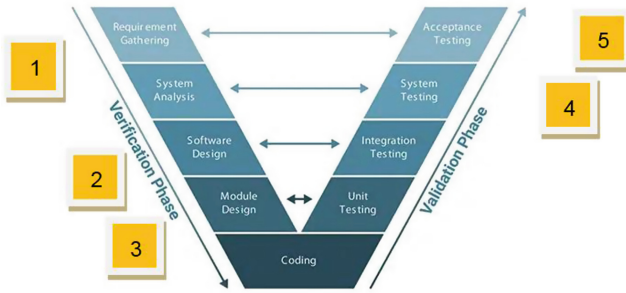 Requirement
Gathering
Acceptance
Testing
5
1
System
Analysis
System
Testing
4
Verification Phase
Validation Phase
Software
Design
Integration
Testing
2
Module
Design
Unit
Testing
3
Coding